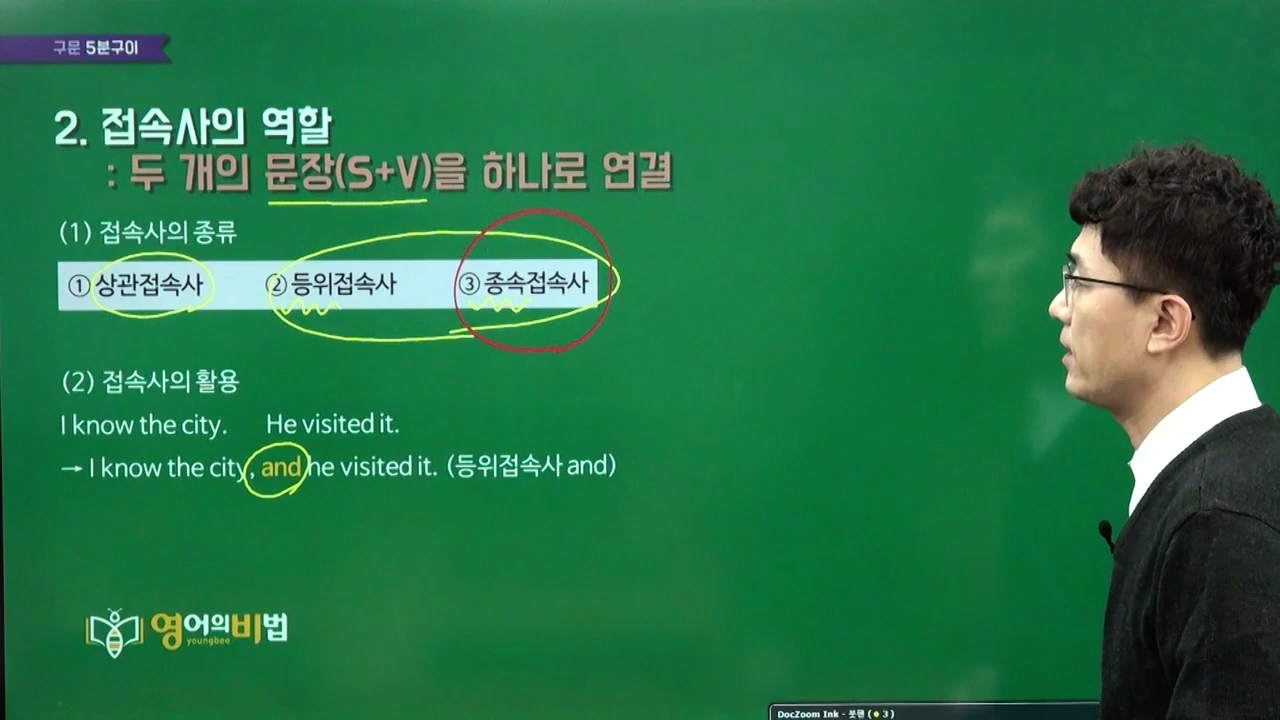 구문 5분구이
2. 접속사의 역할
: 두 개의 문장(S+V)을 하나로 연결
(1) 접속사의 종류
① 상관접속사 ② 등위접속사 ③ 종속접속사
(2) 접속사의 활용
I know the city. He visited it.
→ I know the city, and he visited it. (등위접속사 and)
영어의비법
youngbee
DocZoom Ink - 붓펜 ( 3 )